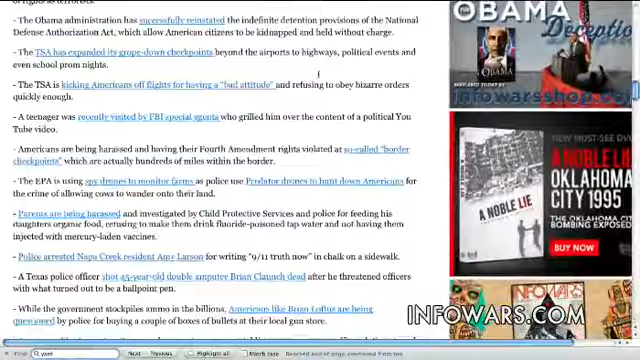 - The Obama administration has successfully reinstated the indefinite detention provisions of the National
Defense Authorization Act, which allow American citizens to be kidnapped and held without charge.
- The TSA has expanded its grope-down checkpoints beyond the airports to highways, political events and
even school prom nights.
- The TSA is kicking Americans off flights for having a "bad attitude" and refusing to obey bizarre orders
quickly enough.
- A teenager was recently visited by FBI special agents who grilled him over the content of a political You
Tube video.
- Americans are being harassed and having their Fourth Amendment rights violated at so-called "border
checkpoints" which are actually hundreds of miles within the border.
- The EPA is using spy drones to monitor farms as police use Predator drones to hunt down Americans for
the crime of allowing cows to wander onto their land.
- Parents are being harassed and investigated by Child Protective Services and police for feeding his
daughters organic food, refusing to make them drink fluoride-poisoned tap water and not having them
injected with mercury-laden vaccines.
- Police arrested Napa Creek resident Amy Larson for writing "9/11 truth now" in chalk on a sidewalk.
- A Texas police officer shot 45-year-old double amputee Brian Claunch dead after he threatened officers
with what turned out to be a ballpoint pen.
- While the government stockpiles ammo in the billions, Americans like Brian Loftus are being
questioned by police for buying a couple of boxes of bullets at their local gun store.
THE
OBAMA
Deception
OBAMA
infowarsshop.com
NEW MUST-SEE DVD
A NOBLE LIE
OKLAHOMA
CITY 1995
THE OKLAHOMA CITY
BOMBING EXPOSED
BUY NOW
A NOBLE LIE
INFOWARS
INFOWARS.COM
Next
Previous
Highlight all
Match case